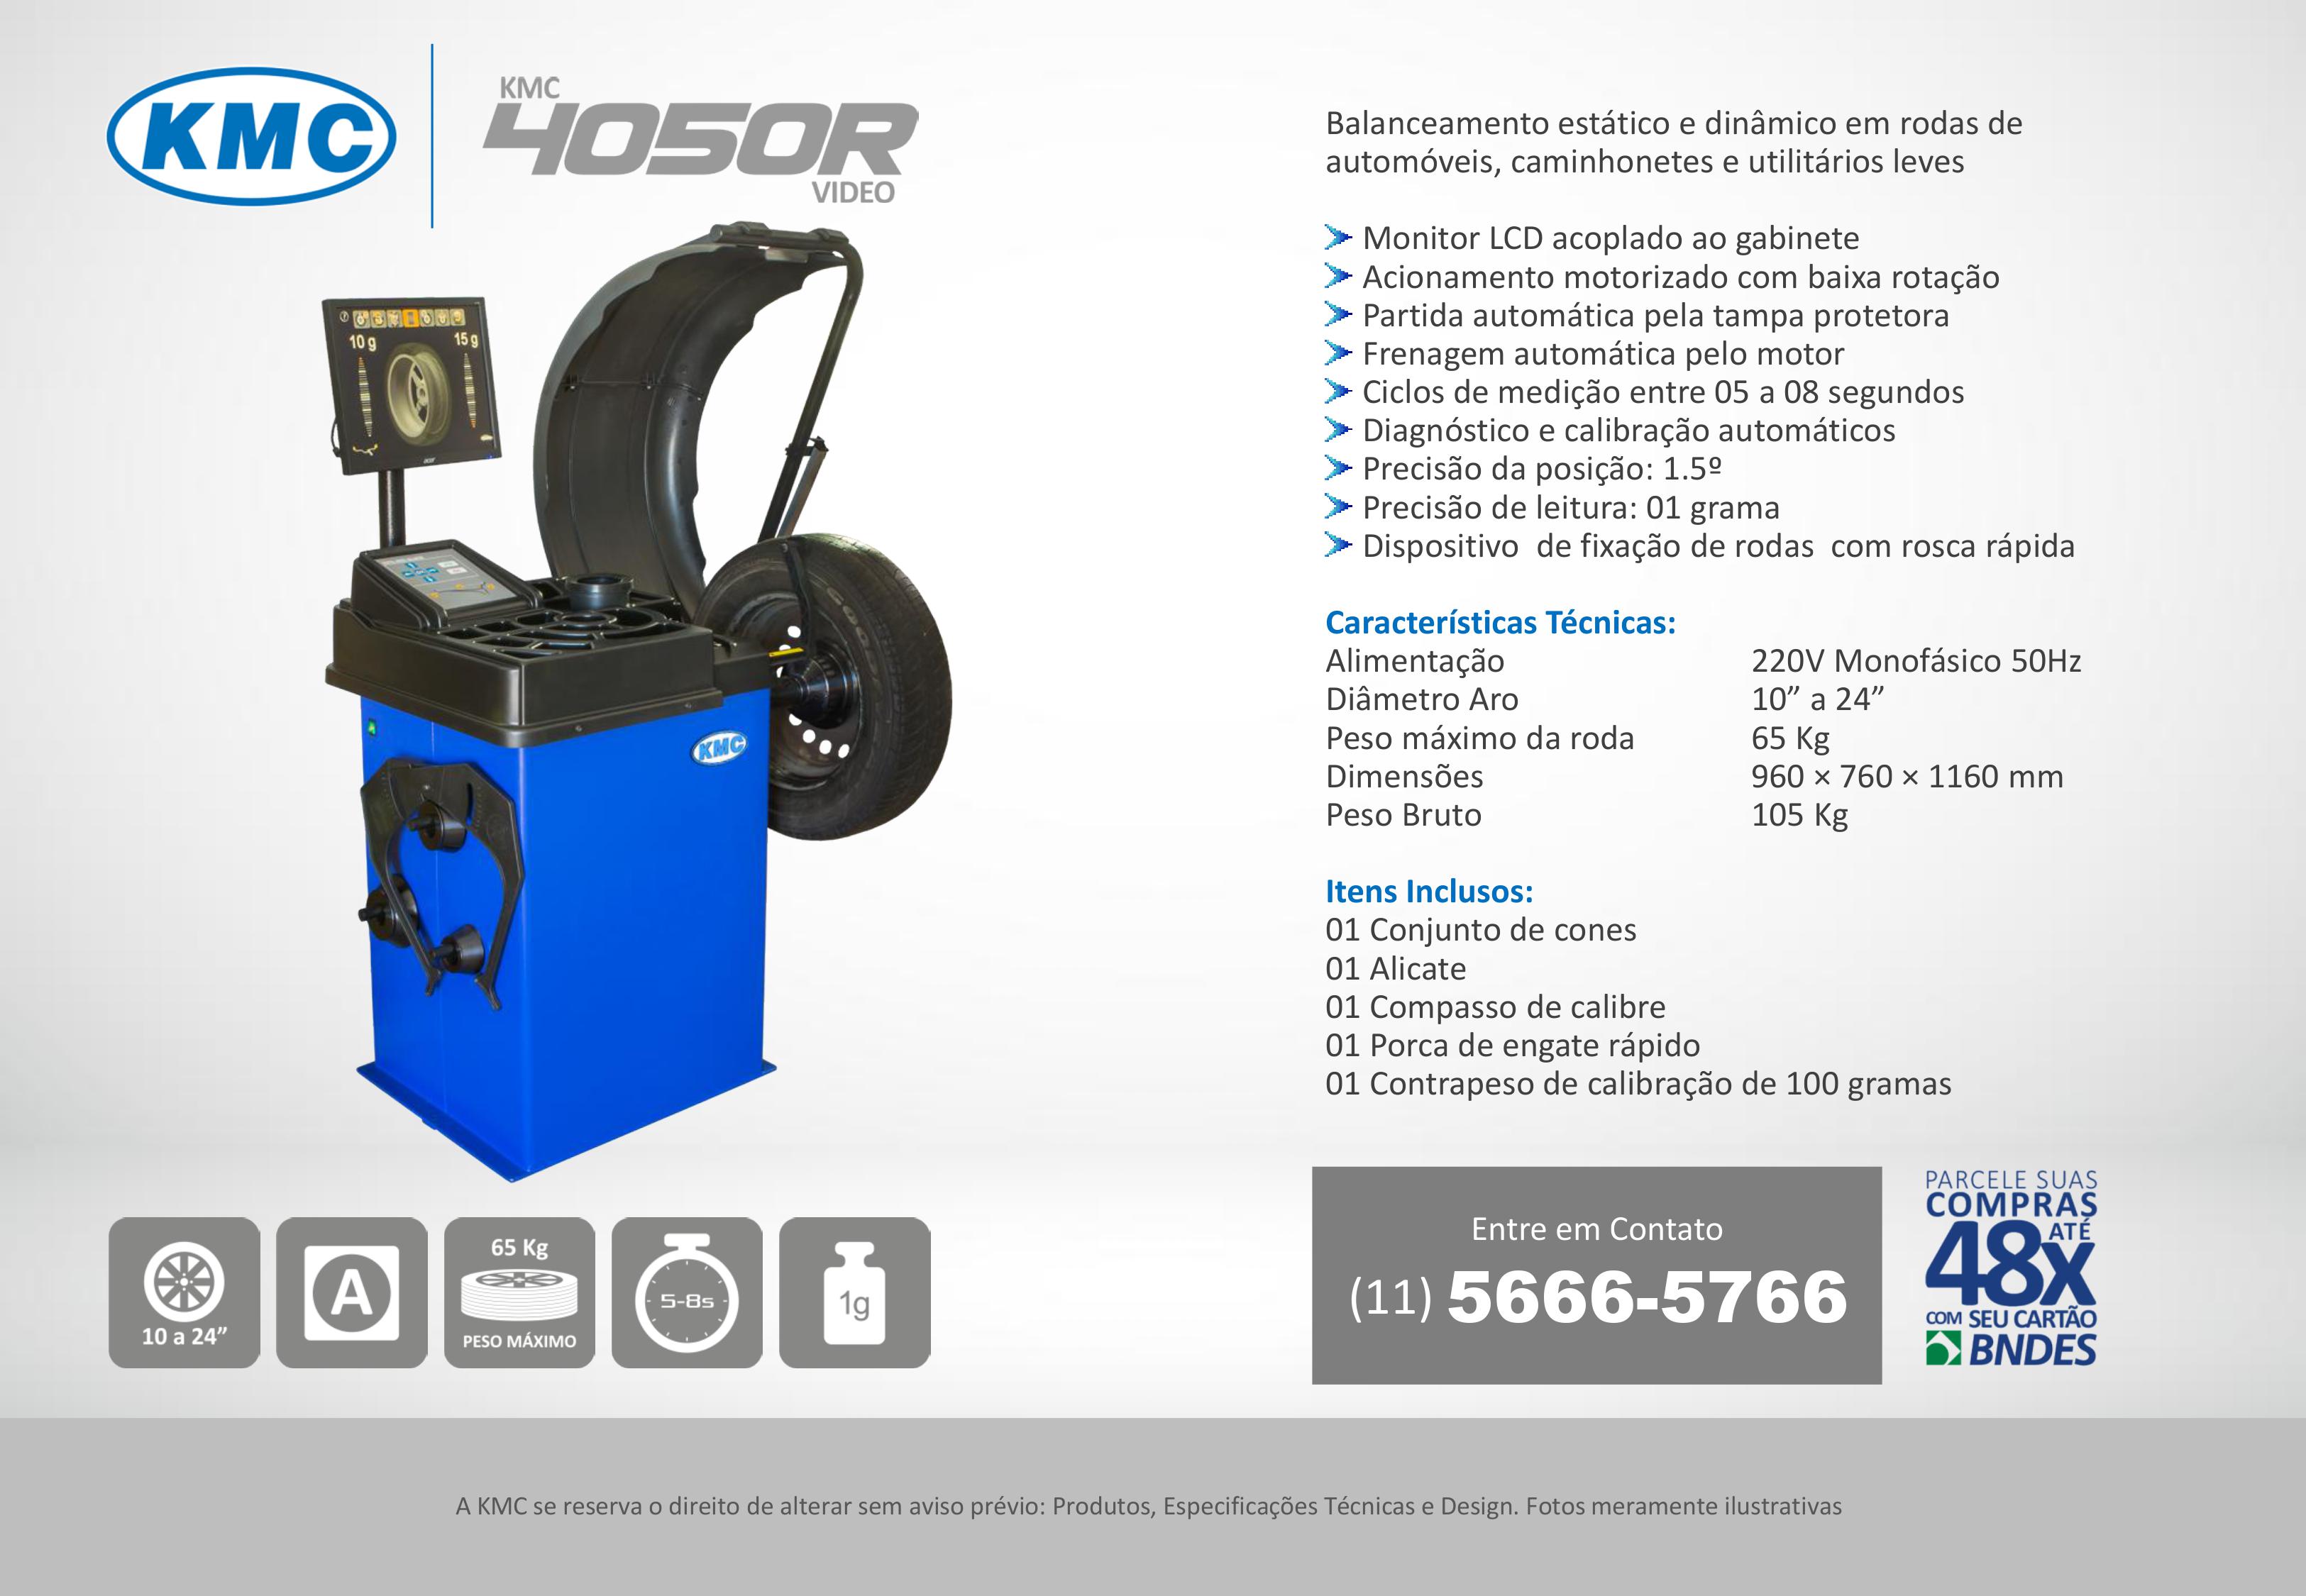 KMC
KMC
4050R
VIDEO
Balanceamento estático e dinâmico em rodas de
automóveis, caminhonetes e utilitários leves
Monitor LCD acoplado ao gabinete
Acionamento motorizado com baixa rotação
Partida automática pela tampa protetora
Frenagem automática pelo motor
Ciclos de medição entre 05 a 08 segundos
Diagnóstico e calibração automáticos
Precisão da posição: 1.5º
Precisão de leitura: 01 grama
Dispositivo  de fixação de rodas  com rosca rápida
10 g 15 g
acer
KMC
Características Técnicas:
Alimentação 220V Monofásico 50Hz
Diâmetro Aro 10” a 24”
Peso máximo da roda 65 Kg
Dimensões 960 × 760 × 1160 mm
Peso Bruto 105 Kg
Itens Inclusos:
01 Conjunto de cones
01 Alicate
01 Compasso de calibre
01 Porca de engate rápido
01 Contrapeso de calibração de 100 gramas
10 a 24”
A
65 Kg
PESO MÁXIMO
5-8s
1g
Entre em Contato
(11) 5666-5766
PARCELE SUAS
COMPRAS
ATÉ
48x
COM SEU CARTÃO
BNDES
A KMC se reserva o direito de alterar sem aviso prévio: Produtos, Especificações Técnicas e Design. Fotos meramente ilustrativas